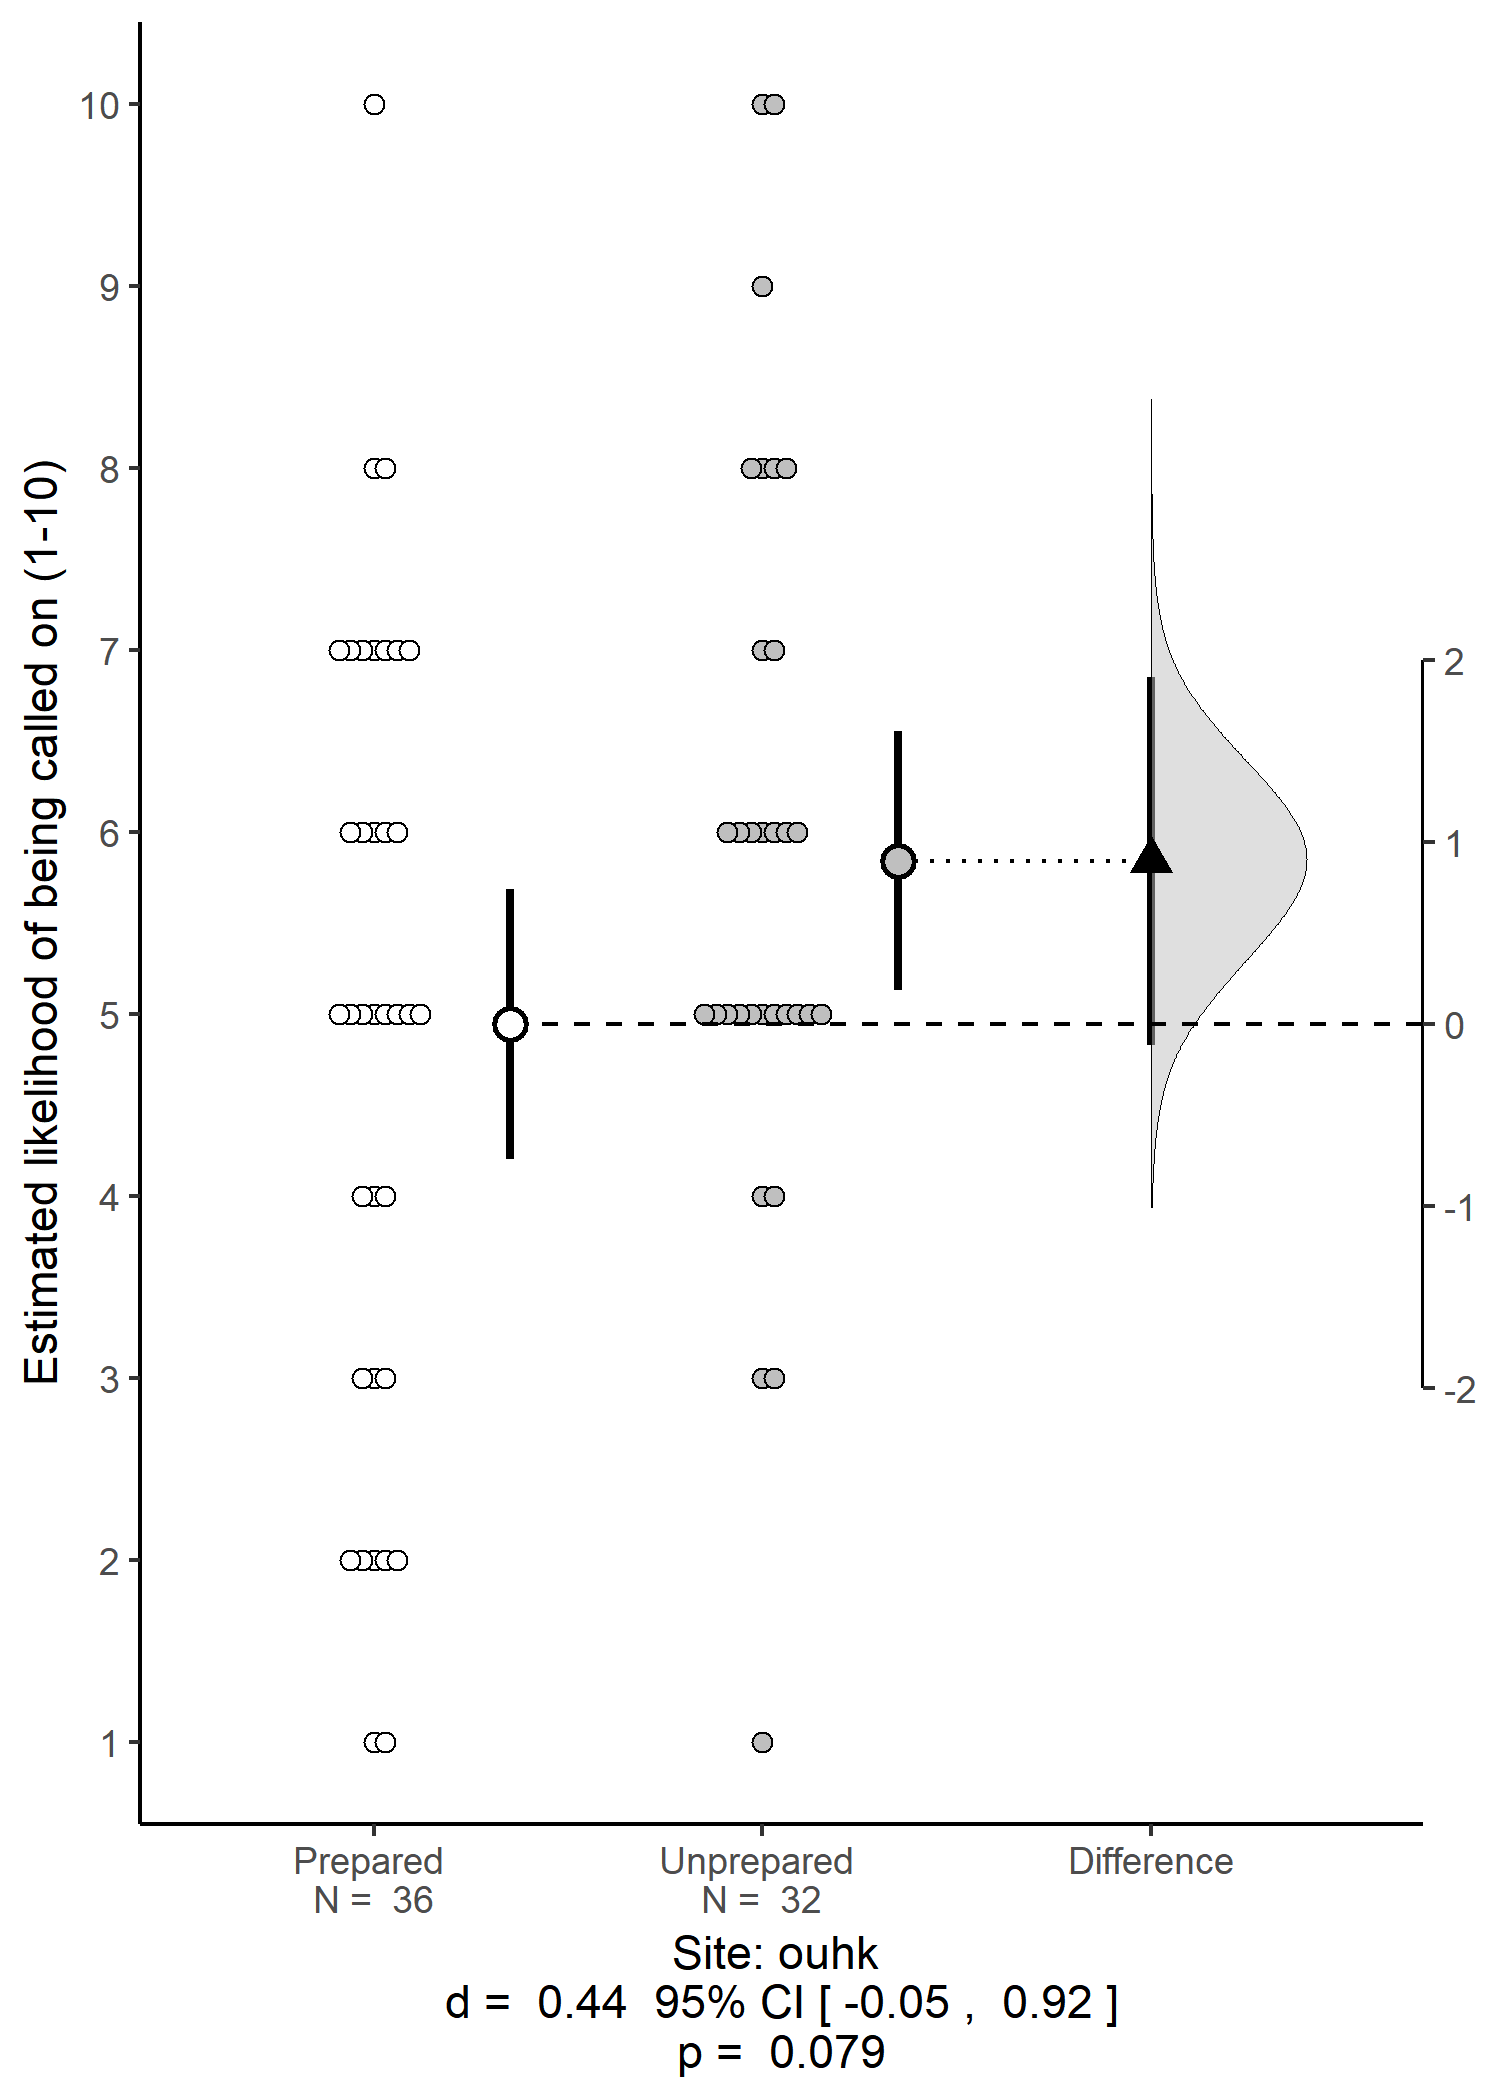 Estimated likelihood of being called on (1-10)
10
9
8
7
6
5
4
3
2
1
2
1
0
-1
-2
Prepared
N = 36
Unprepared
N = 32
Difference
Site: ouhk
d = 0.44 95% CI [ -0.05 , 0.92 ]
p = 0.079